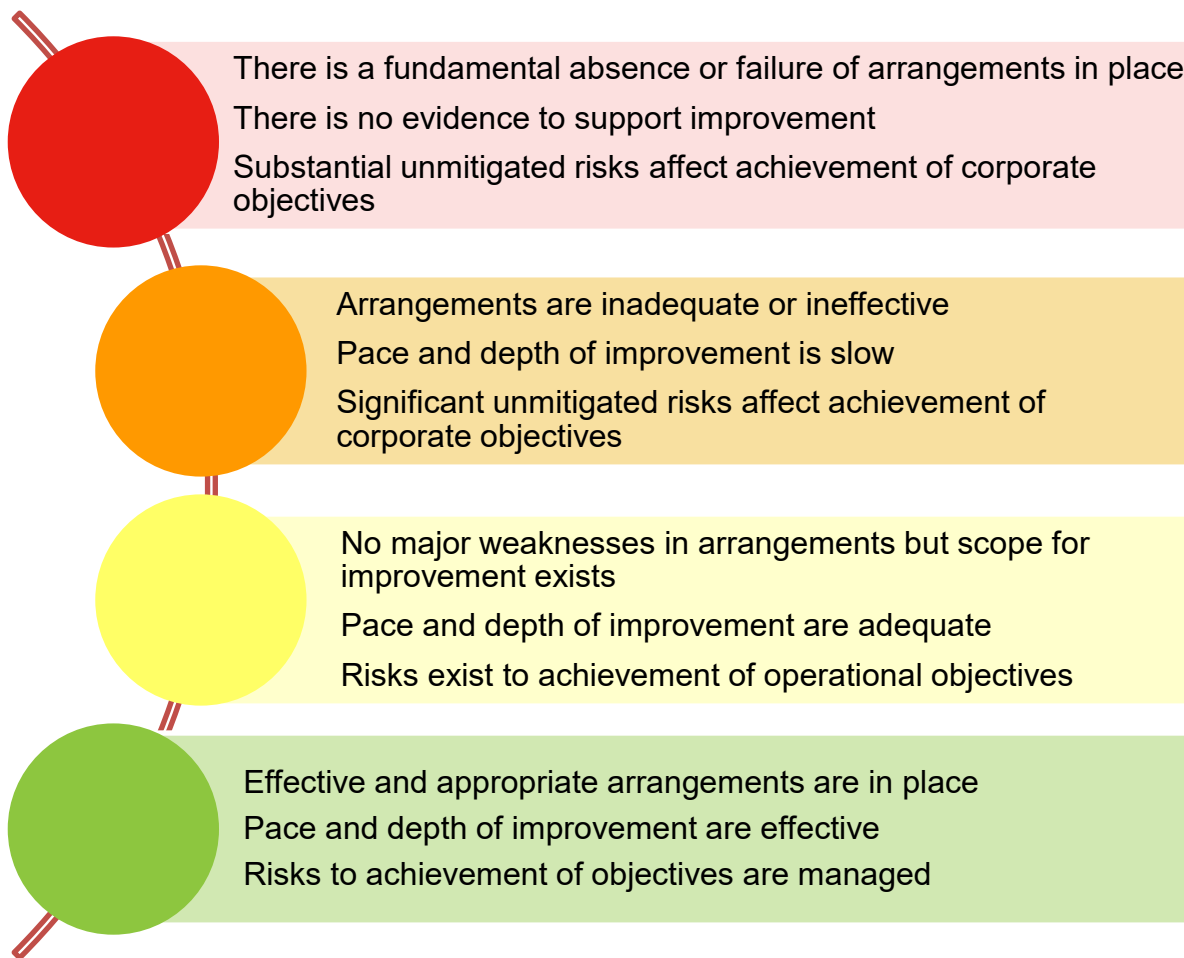 There is a fundamental absence or failure of arrangements in place
There is no evidence to support improvement
Substantial unmitigated risks affect achievement of corporate
objectives
Arrangements are inadequate or ineffective
Pace and depth of improvement is slow
Significant unmitigated risks affect achievement of
corporate objectives
No major weaknesses in arrangements but scope for
improvement exists
Pace and depth of improvement are adequate
Risks exist to achievement of operational objectives
Effective and appropriate arrangements are in place
Pace and depth of improvement are effective
Risks to achievement of objectives are managed